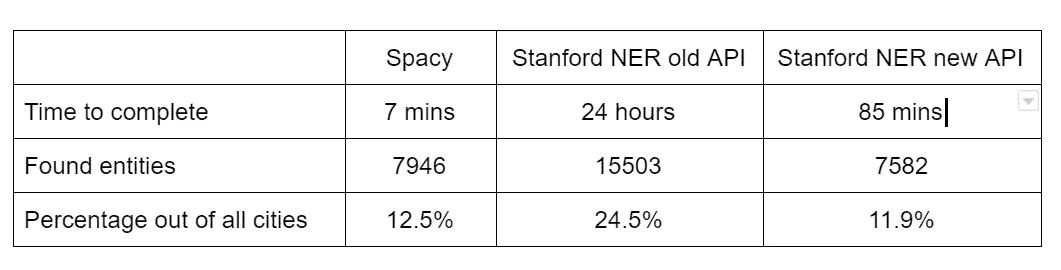 Spacy Stanford NER old API Stanford NER new API
Time to complete 7 mins 24 hours 85 mins
Found entities 7946 15503 7582
Percentage out of all cities 12.5% 24.5% 11.9%